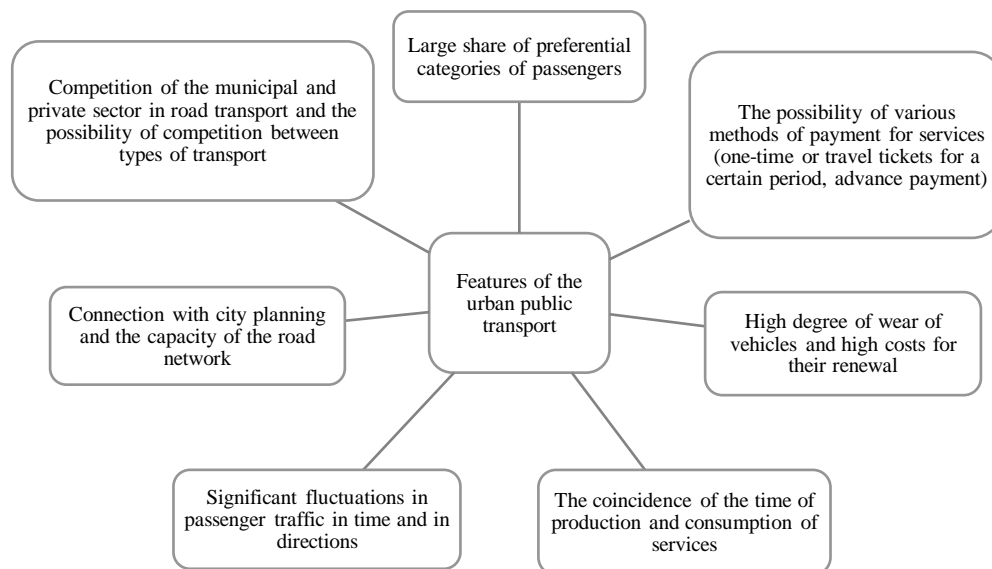 Large share of preferential
categories of passengers
Competition of the municipal and
private sector in road transport and the
possibility of competition between
types of transport
The possibility of various
methods of payment for services
(one-time or travel tickets for a
certain period, advance payment)
Features of the
urban public
transport
Connection with city planning
and the capacity of the road
network
High degree of wear of
vehicles and high costs for
their renewal
Significant fluctuations in
passenger traffic in time and in
directions
The coincidence of the time of
production and consumption of
services